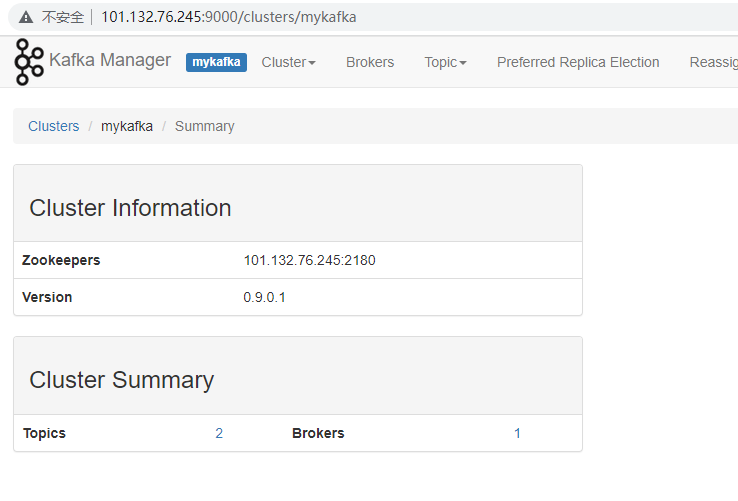 不安全 101.132.76.245:9000/clusters/mykafka
Kafka Manager mykafka Cluster Brokers Topic Preferred Replica Election Reassig
Clusters / mykafka / Summary
Cluster Information
Zookeepers 101.132.76.245:2180
Version 0.9.0.1
Cluster Summary
Topics 2 Brokers 1